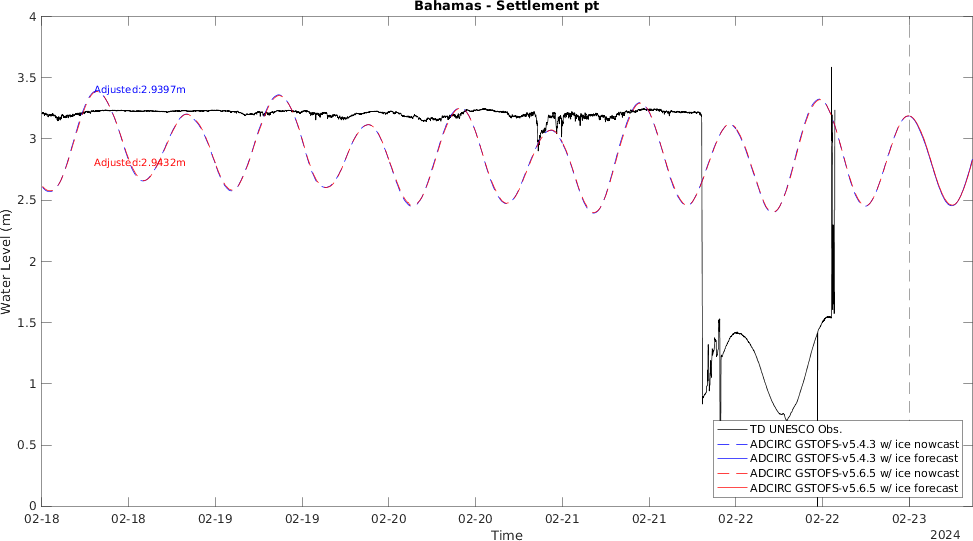 Bahamas - Settlement pt
4
3.5
3
2.5
2
1.5
1
0.5
0
Water Level (m)
Adjusted:2.9397m
Adjusted:2.9432m
TD UNESCO Obs.
ADCIRC GSTOFS-v5.4.3 w/ ice nowcast
ADCIRC GSTOFS-v5.4.3 w/ ice forecast
ADCIRC GSTOFS-v5.6.5 w/ ice nowcast
ADCIRC GSTOFS-v5.6.5 w/ ice forecast
02-18 02-18 02-19 02-19 02-20 02-20 02-21 02-21 02-22 02-22 02-23
Time
2024